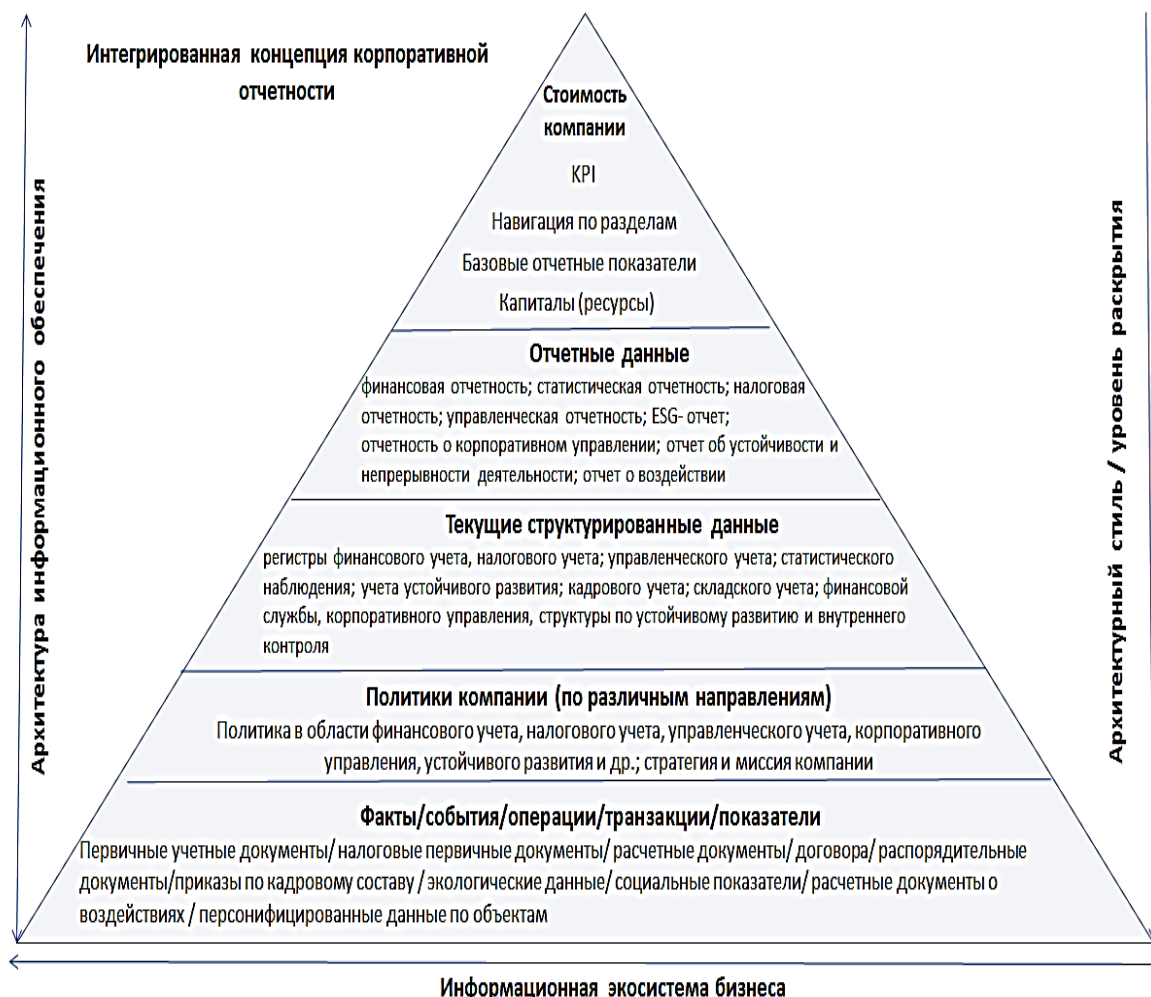 Интегрированная концепция корпоративной
отчетности
Стоимость
компании
KPI
Навигация по разделам
Базовые отчетные показатели
Капиталы (ресурсы)
Отчетные данные
финансовая отчетность; статистическая отчетность; налоговая
отчетность; управленческая отчетность; ESG- отчет;
отчетность о корпоративном управлении; отчет об устойчивости и
непрерывности деятельности; отчет о воздействии
Текущие структурированные данные
регистры финансового учета, налогового учета; управленческого учета; статистического
наблюдения; учета устойчивого развития; кадрового учета; складского учета; финансовой
службы, корпоративного управления, структуры по устойчивому развитию и внутреннего
контроля
Политики компании (по различным направлениям)
Политика в области финансового учета, налогового учета, управленческого учета, корпоративного
управления, устойчивого развития и др.; стратегия и миссия компании
Факты/события/операции/транзакции/показатели
Первичные учетные документы/ налоговые первичные документы/ расчетные документы/ договора/ распорядительные
документы/приказы по кадровому составу / экологические данные/ социальные показатели/ расчетные документы о
воздействиях / персонифицированные данные по объектам
Архитектура информационного обеспечения
Архитектурный стиль / уровень раскрытия
Информационная экосистема бизнеса